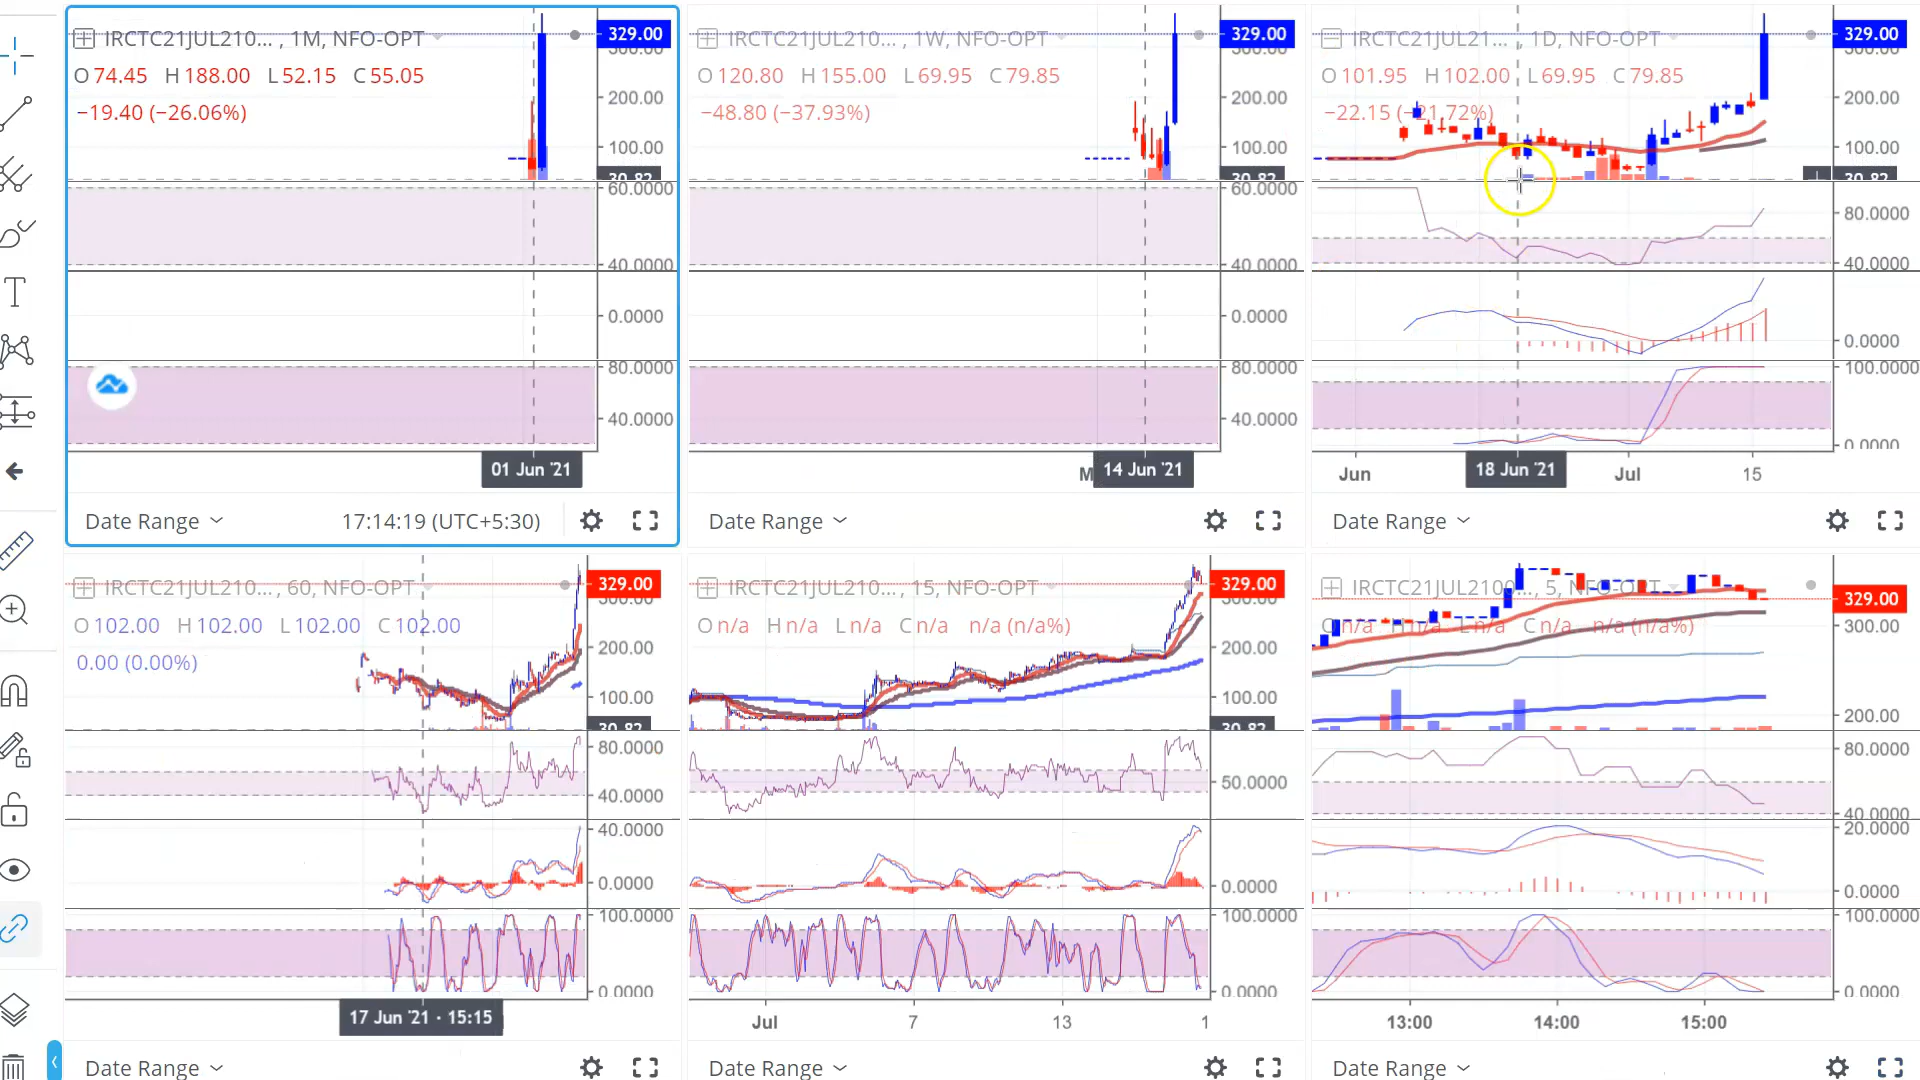 IRCTC21JUL210... , 1M, NFO-OPT
O 74.45 H 188.00 L 52.15 C 55.05
−19.40 (−26.06%)
329.00
200.00
100.00
60.0000
40.0000
0.0000
80.0000
40.0000
01 Jun '21
Date Range
17:14:19 (UTC+5:30)
IRCTC21JUL210... , 1W, NFO-OPT
O 120.80 H 155.00 L 69.95 C 79.85
−48.80 (−37.93%)
329.00
200.00
100.00
60.0000
40.0000
0.0000
80.0000
40.0000
14 Jun '21
Date Range
IRCTC21JUL21... , 1D, NFO-OPT
O 101.95 H 102.00 L 69.95 C 79.85
−22.15 (−21.72%)
329.00
200.00
100.00
80.0000
40.0000
0.0000
100.0000
0.0000
Jun
18 Jun '21
Jul
15
Date Range
IRCTC21JUL210... , 60, NFO-OPT
O 102.00 H 102.00 L 102.00 C 102.00
0.00 (0.00%)
329.00
200.00
100.00
80.0000
40.0000
40.0000
0.0000
100.0000
0.0000
17 Jun '21 · 15:15
Date Range
IRCTC21JUL210... , 15, NFO-OPT
O n/a H n/a L n/a C n/a n/a (n/a%)
329.00
200.00
100.00
50.0000
0.0000
100.0000
0.0000
Jul 7 13 1
Date Range
IRCTC21JUL2100... , 5, NFO-OPT
O n/a H n/a L n/a C n/a n/a (n/a%)
329.00
300.00
200.00
80.0000
40.0000
20.0000
0.0000
100.0000
0.0000
13:00 14:00 15:00
Date Range